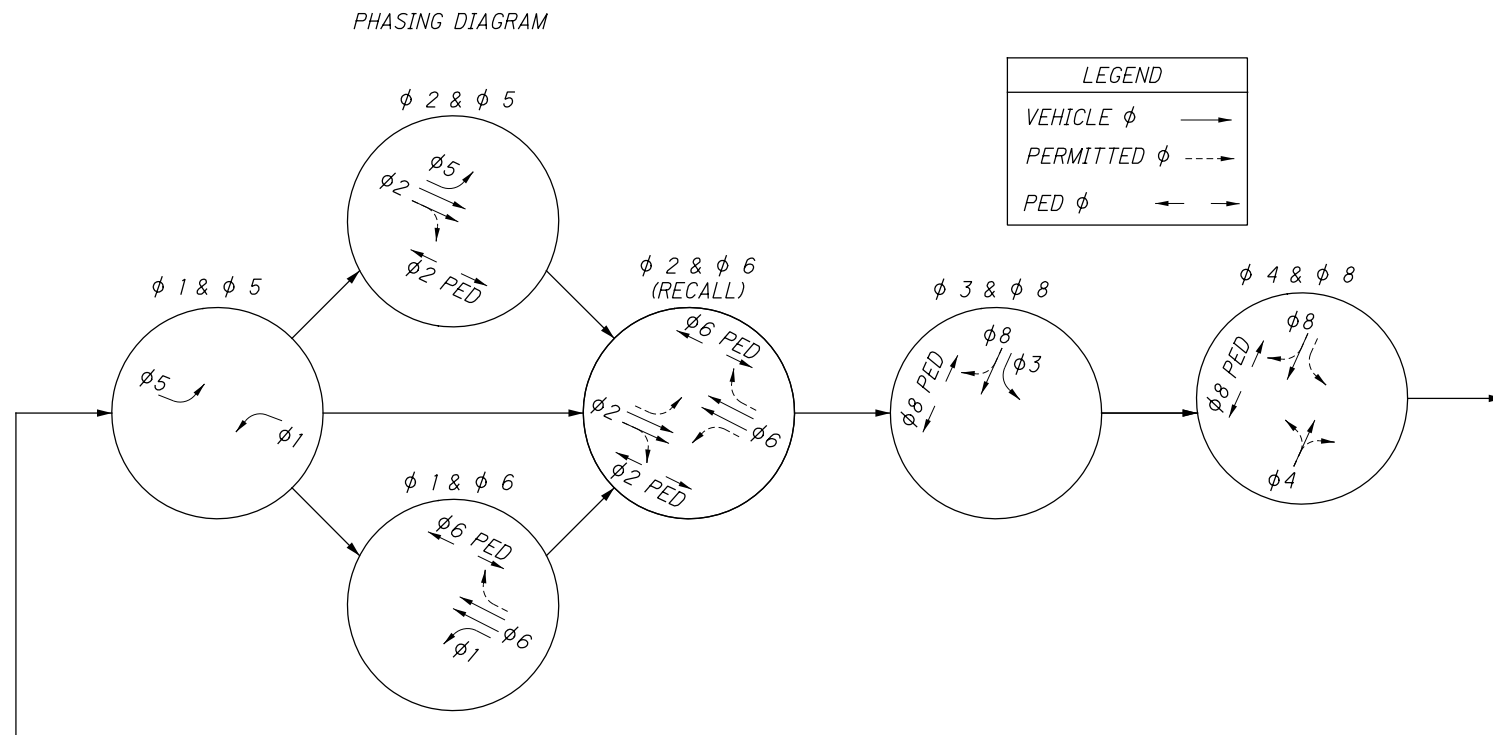 PHASING DIAGRAM
LEGEND
VEHICLE ϕ
PERMITTED ϕ
PED ϕ
ϕ 2 & ϕ 5
ϕ5
ϕ2
ϕ2 PED
ϕ 1 & ϕ 5
ϕ5
ϕ1
ϕ 2 & ϕ 6
(RECALL)
ϕ6 PED
ϕ2
ϕ6
ϕ2 PED
ϕ 1 & ϕ 6
ϕ6 PED
ϕ6
ϕ1
ϕ 3 & ϕ 8
ϕ8
ϕ3
ϕ8 PED
ϕ 4 & ϕ 8
ϕ8
ϕ8 PED
ϕ4